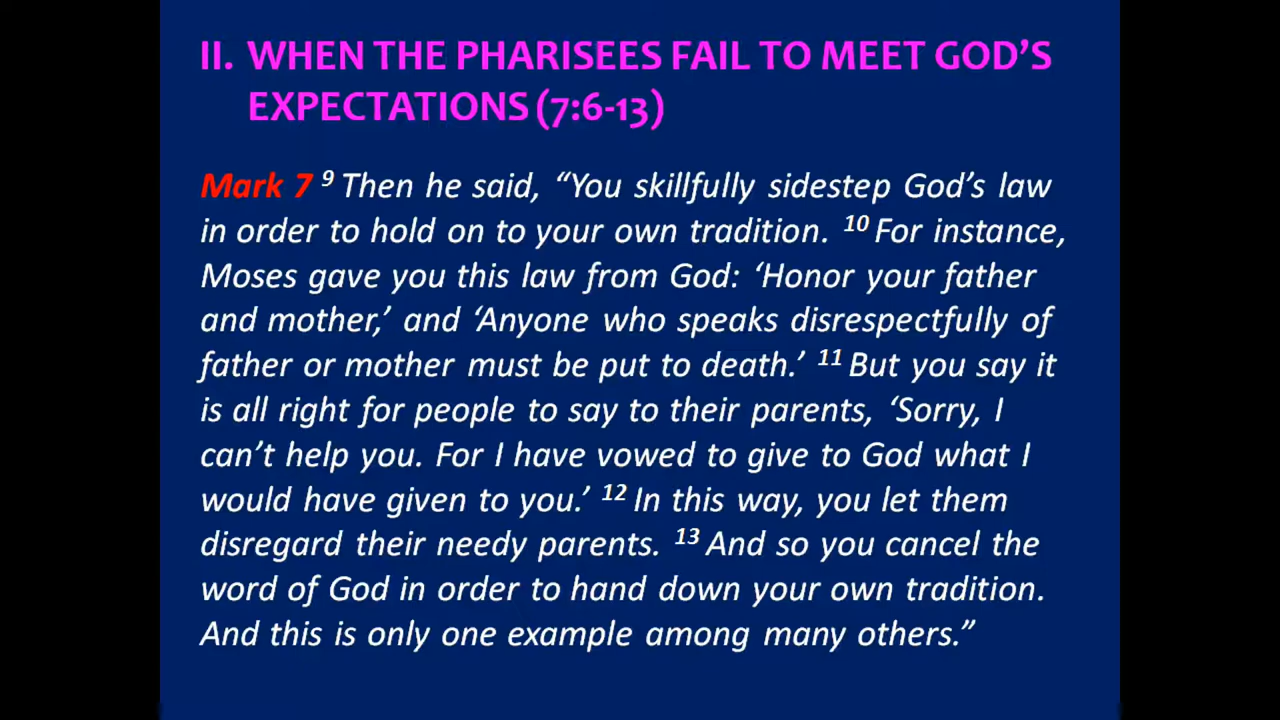 II. WHEN THE PHARISEES FAIL TO MEET GOD’S
EXPECTATIONS (7:6-13)
Mark 7 9 Then he said, “You skillfully sidestep God’s law
in order to hold on to your own tradition. 10 For instance,
Moses gave you this law from God: ‘Honor your father
and mother,’ and ‘Anyone who speaks disrespectfully of
father or mother must be put to death.’ 11 But you say it
is all right for people to say to their parents, ‘Sorry, I
can’t help you. For I have vowed to give to God what I
would have given to you.’ 12 In this way, you let them
disregard their needy parents. 13 And so you cancel the
word of God in order to hand down your own tradition.
And this is only one example among many others.”